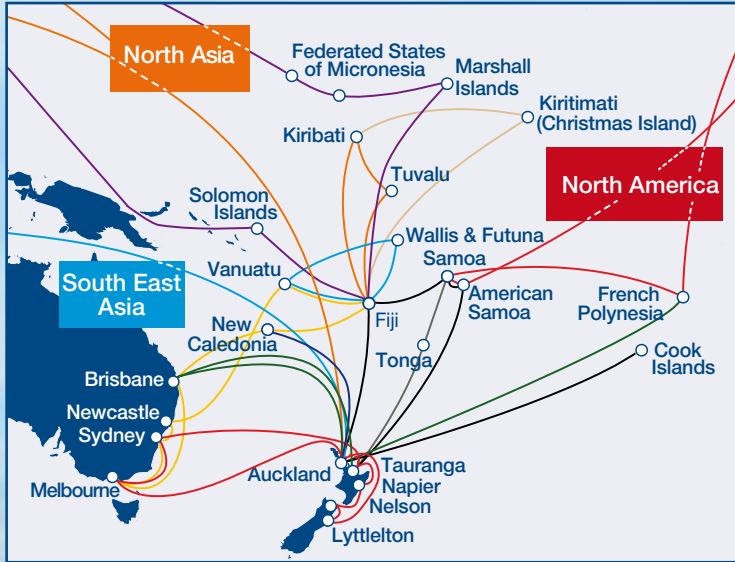 North Asia
Federated States
of Micronesia
Marshall
Islands
Kiritimati
(Christmas Island)
Kiribati
Tuvalu
North America
Solomon
Islands
Wallis & Futuna
Samoa
Vanuatu
South East
Asia
American
Samoa
French
Polynesia
Fiji
New
Caledonia
Tonga
Cook
Islands
Brisbane
Newcastle
Sydney
Auckland
Tauranga
Napier
Nelson
Melbourne
Lyttlelton